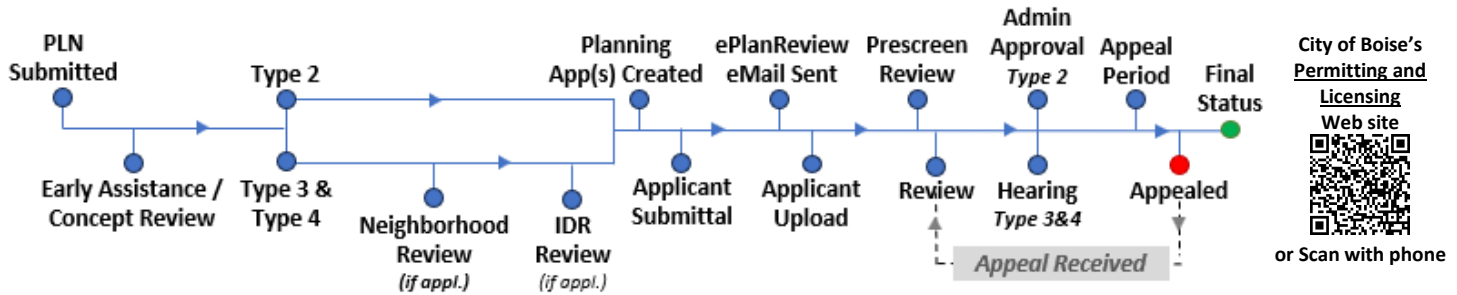 PLN
Submitted
Early Assistance /
Concept Review
Type 2
Type 3 &
Type 4
Neighborhood
Review
(if appl.)
IDR
Review
(if appl.)
Planning
App(s) Created
Applicant
Submittal
ePlanReview
eMail Sent
Applicant
Upload
Prescreen
Review
Review
Admin
Approval
Type 2
Hearing
Type 3&4
Appeal
Period
Appealed
Appeal Received
Final
Status
City of Boise’s
Permitting and
Licensing
Web site
or Scan with phone